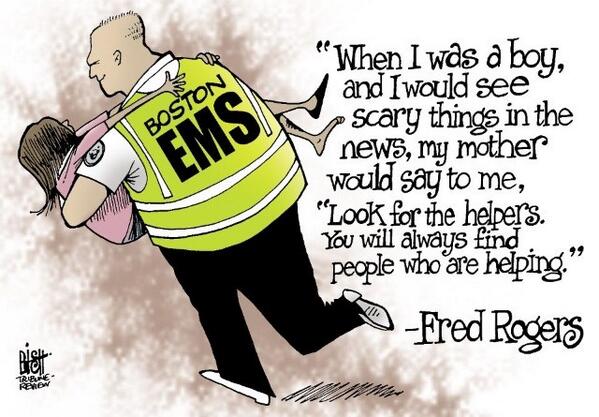 BOSTON
EMS
"When I was a boy,
and I would see
scary things in the
news, my mother
would say to me,
"Look for the helpers.
You will always find
people who are helping."
-Fred Rogers
BISH
TRIBUNE-
REVIEW